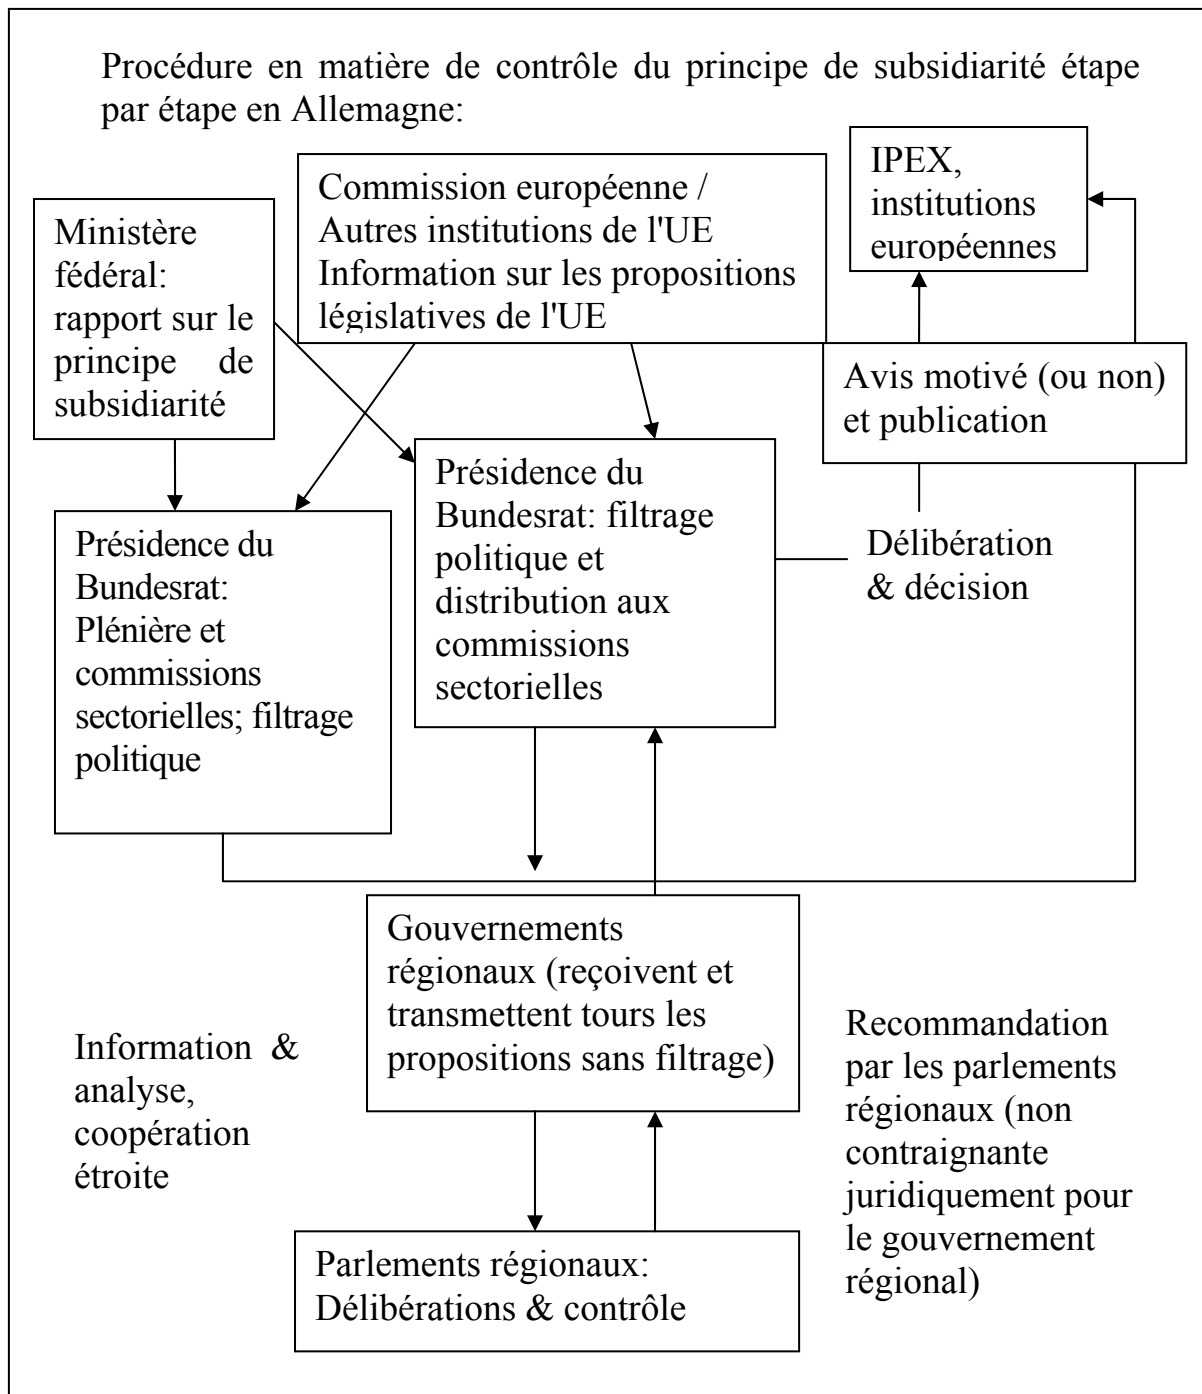 Procédure en matière de contrôle du principe de subsidiarité étape
par étape en Allemagne:
IPEX,
institutions
européennes
Commission européenne /
Autres institutions de l'UE
Information sur les propositions
législatives de l'UE
Ministère
fédéral:
rapport sur le
principe de
subsidiarité
Avis motivé (ou non)
et publication
Présidence du
Bundesrat: filtrage
politique et
distribution aux
commissions
sectorielles
Délibération
& décision
Présidence du
Bundesrat:
Plénière et
commissions
sectorielles; filtrage
politique
Gouvernements
régionaux (reçoivent et
transmettent tours les
propositions sans filtrage)
Information &
analyse,
coopération
étroite
Recommandation
par les parlements
régionaux (non
contraignante
juridiquement pour
le gouvernement
régional)
Parlements régionaux:
Délibérations & contrôle